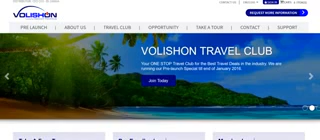 VOLISHON
REQUEST MORE INFORMATION
PRE LAUNCH
ABOUT US
TRAVEL CLUB
OPPORTUNITY
TAKE A TOUR
CONTACT
SUPPORT
VOLISHON TRAVEL CLUB
Your ONE STOP Travel Club for the Best Travel Deals in the Industry. We are
running our Pre-launch Special till end of January 2016.
Join Today